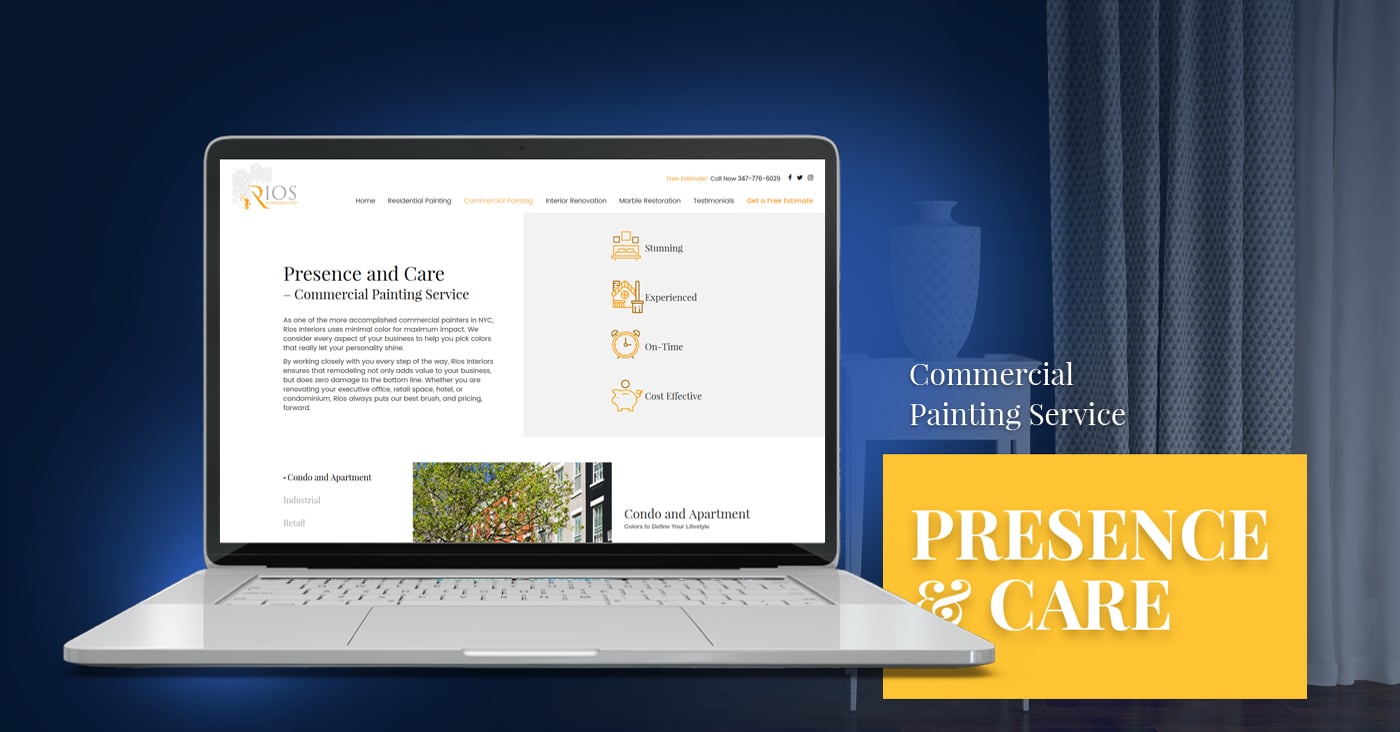 Free Estimate! Call Now 347-776-6029
RIOS
Home Residential Painting Commercial Painting Interior Renovation Marble Restoration Testimonials Get a Free Estimate
Presence and Care
– Commercial Painting Service
As one of the more accomplished commercial painters in NYC,
Rios Interiors uses minimal color for maximum impact. We
consider every aspect of your business to help you pick colors
that really let your personality shine.
By working closely with you every step of the way, Rios Interiors
ensures that remodeling not only adds value to your business,
but does zero damage to the bottom line. Whether you are
renovating your executive office, retail space, hotel, or
condominium, Rios always puts our best brush, and pricing,
forward.
Stunning
Experienced
On-Time
Cost Effective
- Condo and Apartment
Industrial
Retail
Condo and Apartment
Colors to Define Your Lifestyle
Commercial
Painting Service
PRESENCE
& CARE